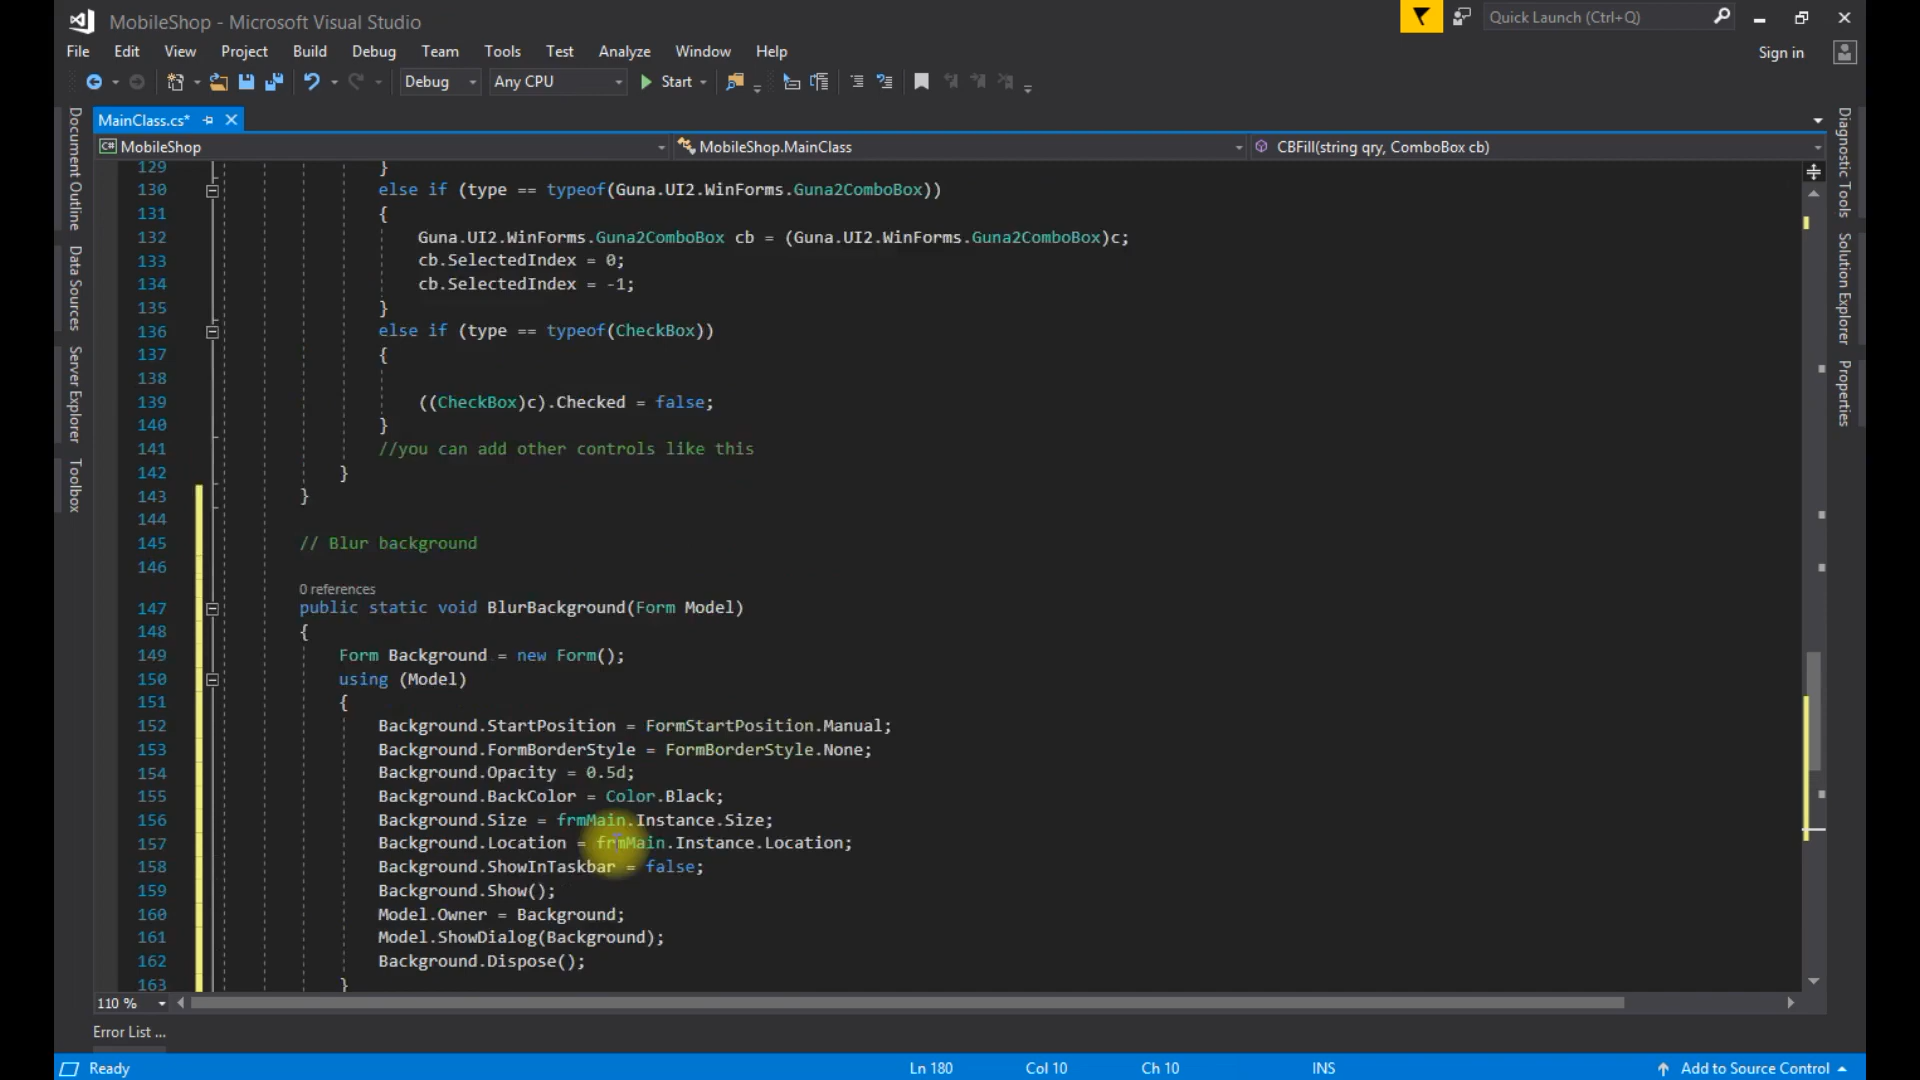 MobileShop - Microsoft Visual Studio
Quick Launch (Ctrl+Q)
File Edit View Project Build Debug Team Tools Test Analyze Window Help
Sign in
Debug Any CPU Start
MainClass.cs*
MobileShop MobileShop.MainClass CBFill(string qry, ComboBox cb)
Document Outline
Data Sources
Server Explorer
Toolbox
Diagnostic Tools
Solution Explorer
Properties
129 }
130 else if (type == typeof(Guna.UI2.WinForms.Guna2ComboBox))
131 {
132 Guna.UI2.WinForms.Guna2ComboBox cb = (Guna.UI2.WinForms.Guna2ComboBox)c;
133 cb.SelectedIndex = 0;
134 cb.SelectedIndex = -1;
135 }
136 else if (type == typeof(CheckBox))
137 {
138
139 ((CheckBox)c).Checked = false;
140 }
141 //you can add other controls like this
142 }
143 }
144
145 // Blur background
146
0 references
147 public static void BlurBackground(Form Model)
148 {
149 Form Background = new Form();
150 using (Model)
151 {
152 Background.StartPosition = FormStartPosition.Manual;
153 Background.FormBorderStyle = FormBorderStyle.None;
154 Background.Opacity = 0.5d;
155 Background.BackColor = Color.Black;
156 Background.Size = frmMain.Instance.Size;
157 Background.Location = frmMain.Instance.Location;
158 Background.ShowInTaskbar = false;
159 Background.Show();
160 Model.Owner = Background;
161 Model.ShowDialog(Background);
162 Background.Dispose();
163 }
110 %
Error List ...
Ready Ln 180 Col 10 Ch 10 INS Add to Source Control